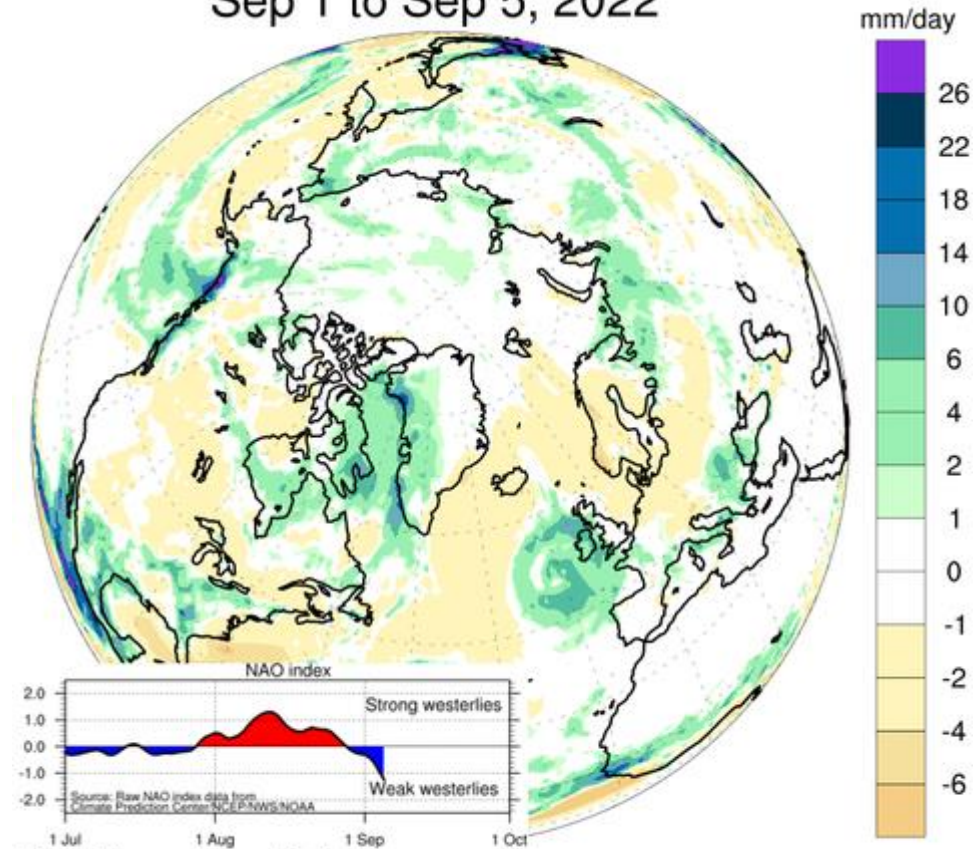 Sep 1 to Sep 5, 2022
mm/day
26
22
18
14
10
6
4
2
1
0
-1
-2
-4
-6
NAO index
2.0
1.0
0.0
-1.0
-2.0
Strong westerlies
Weak westerlies
Source: Raw NAO index data from
Climate Prediction Center/NCEP/NWS/NOAA
1 Jul
1 Aug
1 Sep
1 Oct